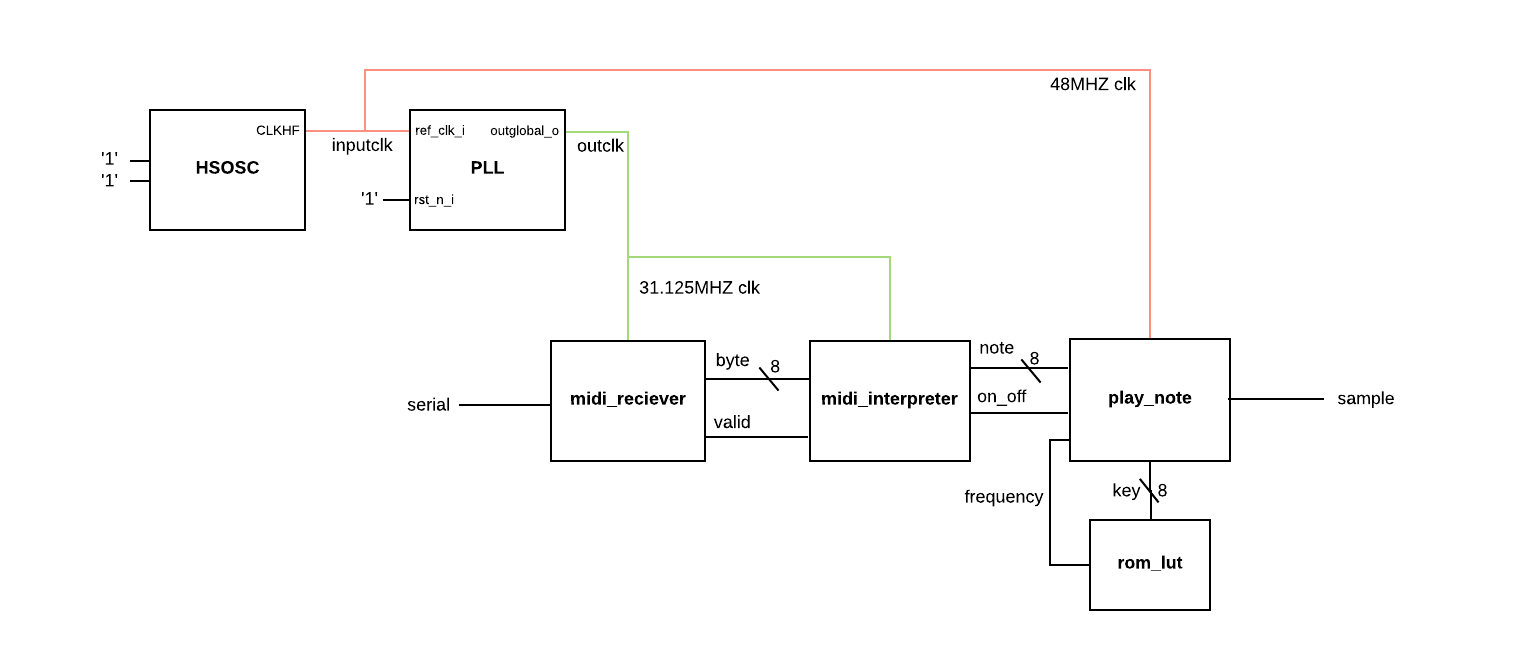 48MHZ clk
CLKHF
ref_clk_i
outglobal_o
inputclk
outclk
'1'
'1'
HSOSC
PLL
'1'
rst_n_i
31.125MHZ clk
byte
8
note
8
serial
midi_reciever
midi_interpreter
on_off
play_note
sample
valid
frequency
key
8
rom_lut